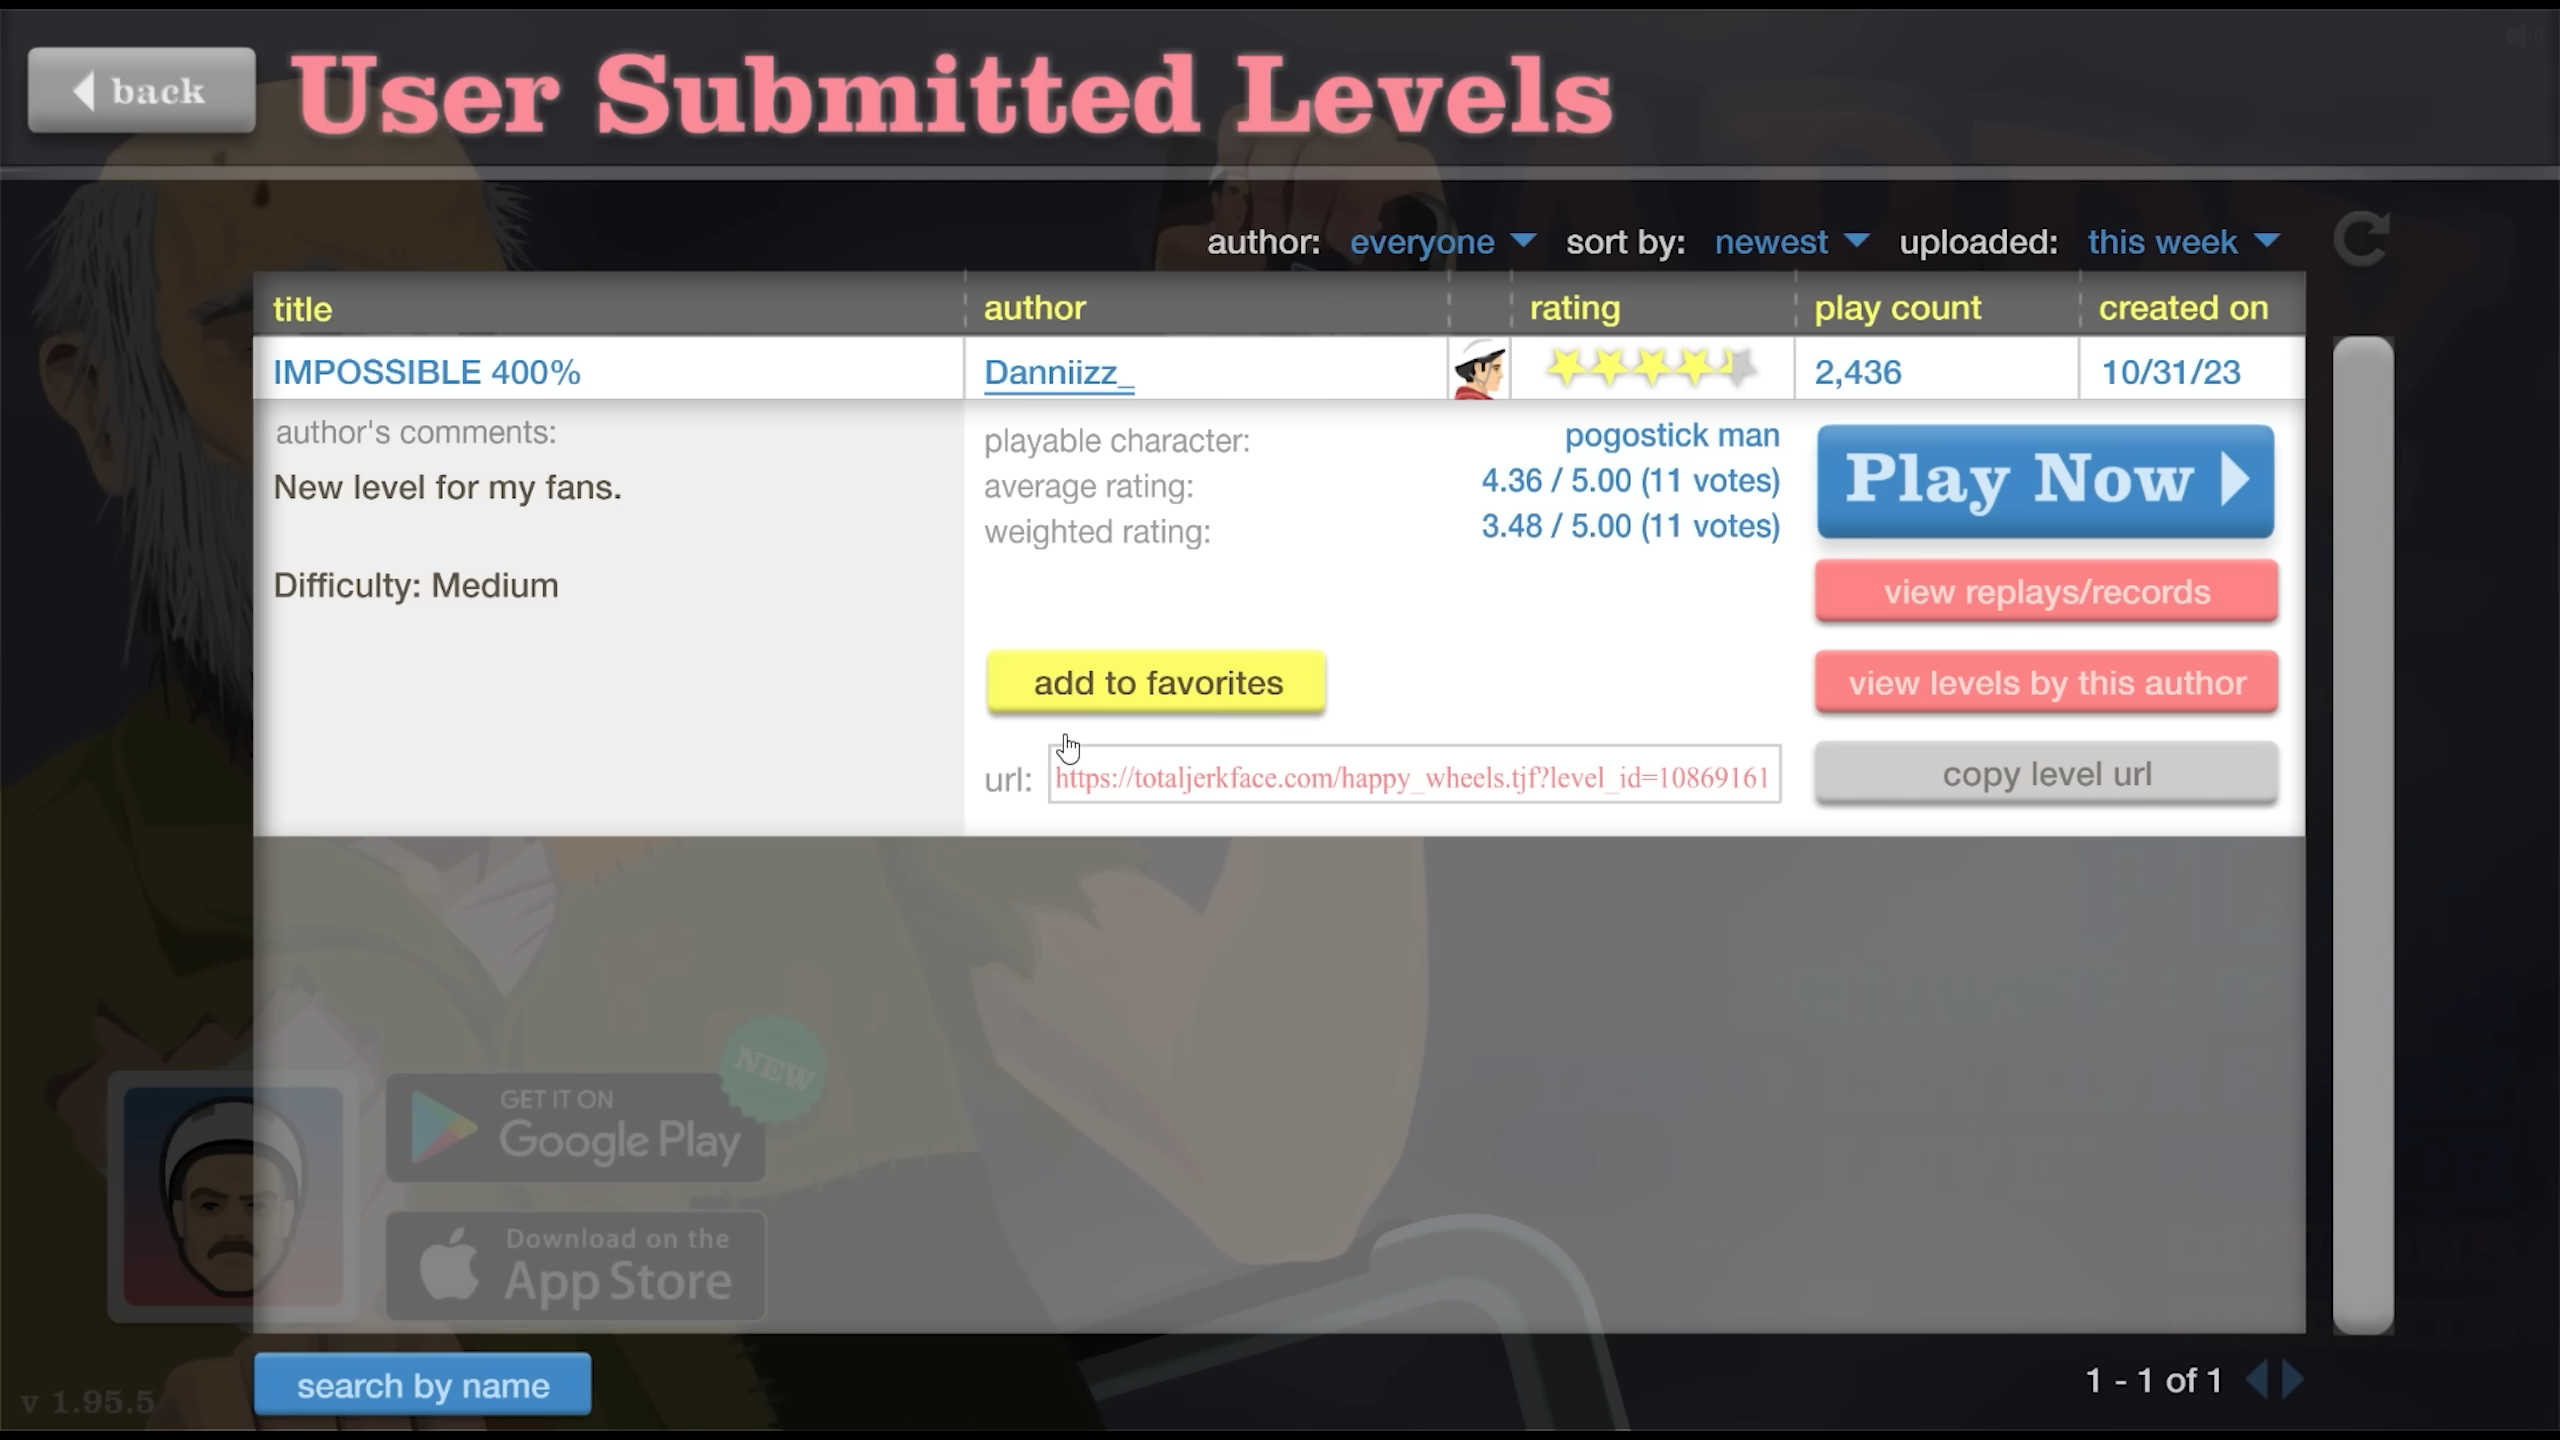 back
User Submitted Levels
author: everyone sort by: newest uploaded: this week
title author rating play count created on
IMPOSSIBLE 400% Danniizz_ 2,436 10/31/23
author's comments:
New level for my fans.
Difficulty: Medium
playable character: pogostick man
average rating: 4.36 / 5.00 (11 votes)
weighted rating: 3.48 / 5.00 (11 votes)
Play Now
view replays/records
add to favorites
view levels by this author
url: https://totaljerkface.com/happy_wheels.tjf?level_id=10869161
copy level url
NEW
GET IT ON
Google Play
Download on the
App Store
search by name
1 - 1 of 1
v 1.95.5